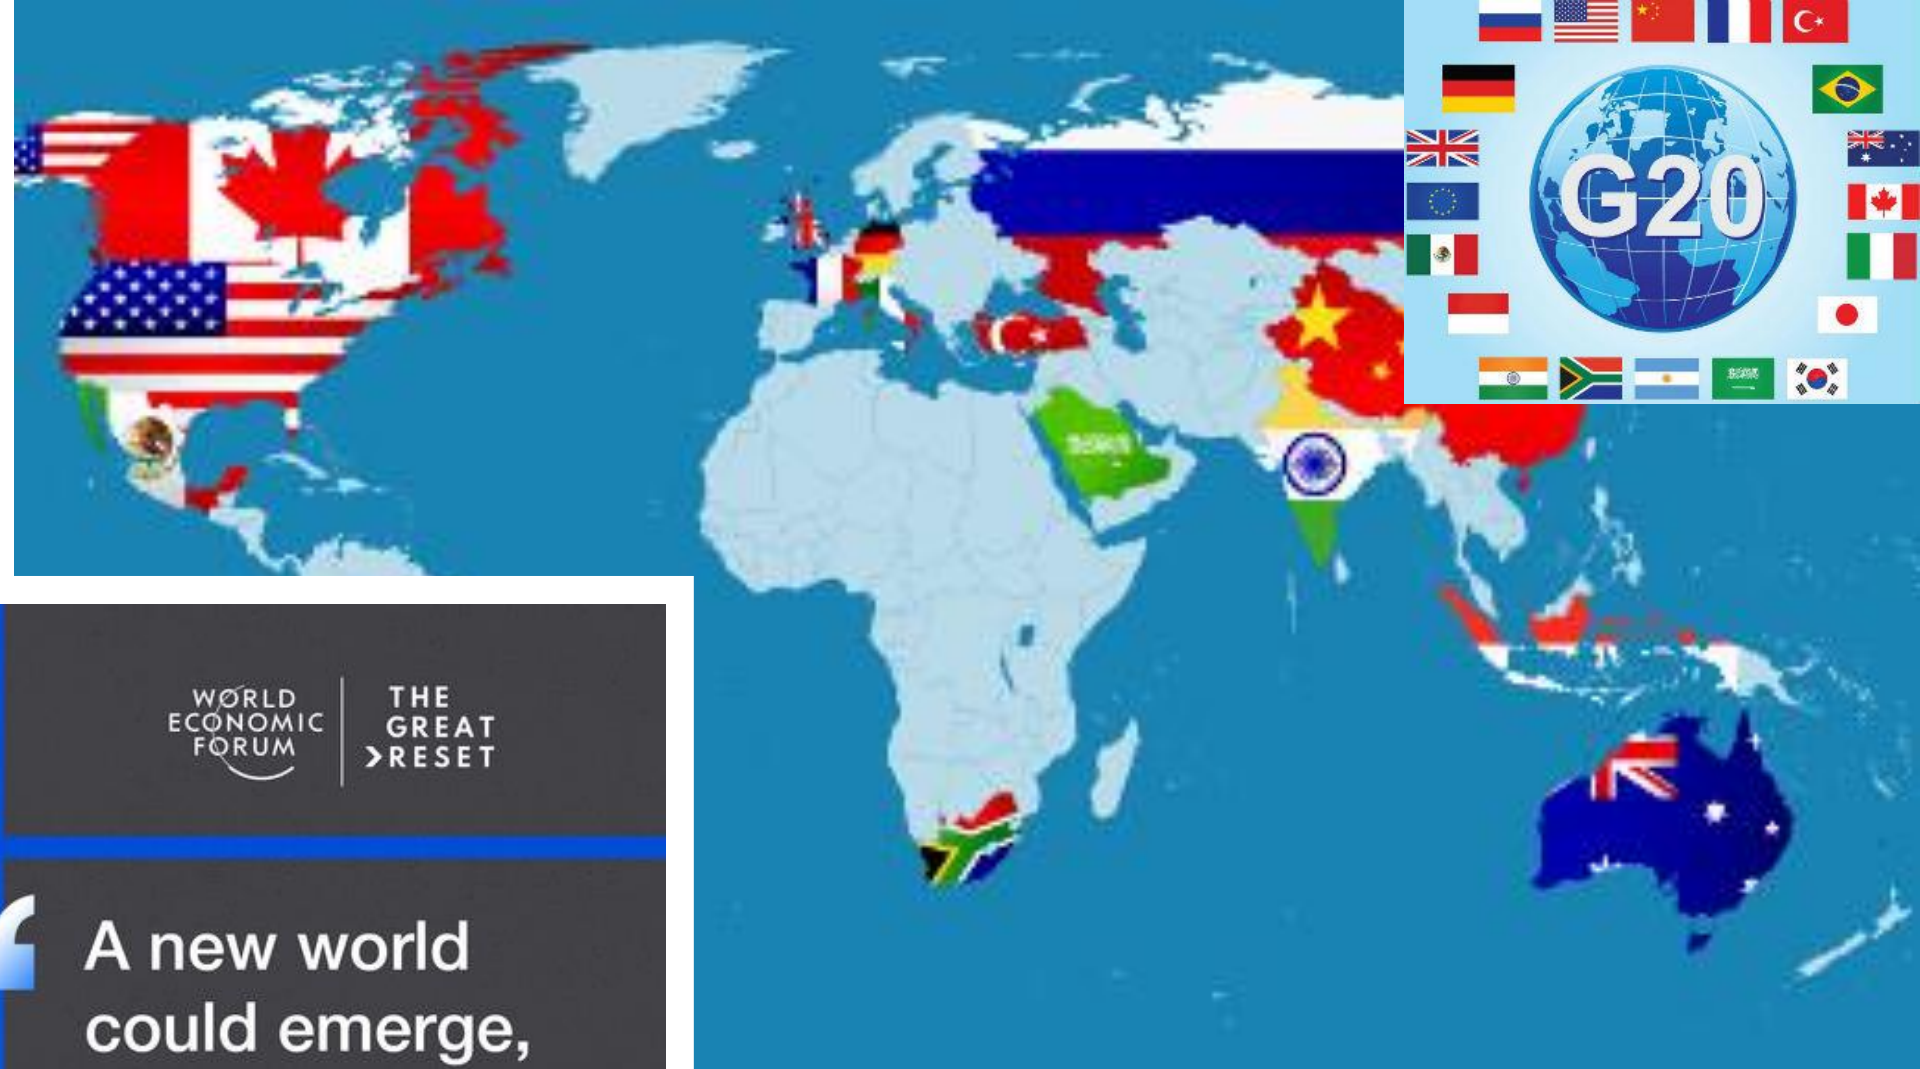 G20
WORLD
ECONOMIC
FORUM
THE
GREAT
RESET
A new world
could emerge,